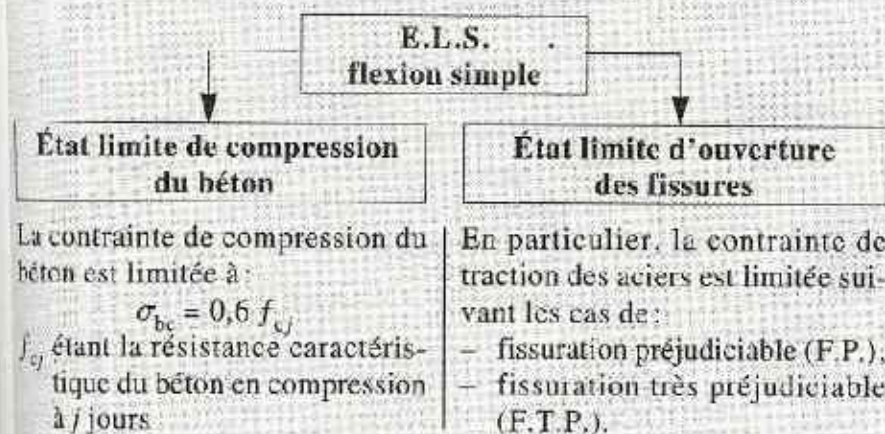 E.L.S.
flexion simple
État limite de compression
du béton
La contrainte de compression du
béton est limitée à :
σbc = 0,6 fcj
fcj étant la résistance caractéris-
tique du béton en compression
à j jours
État limite d'ouverture
des fissures
En particulier, la contrainte de
traction des aciers est limitée sui-
vant les cas de :
– fissuration préjudiciable (F.P.),
– fissuration très préjudiciable
(F.T.P.).